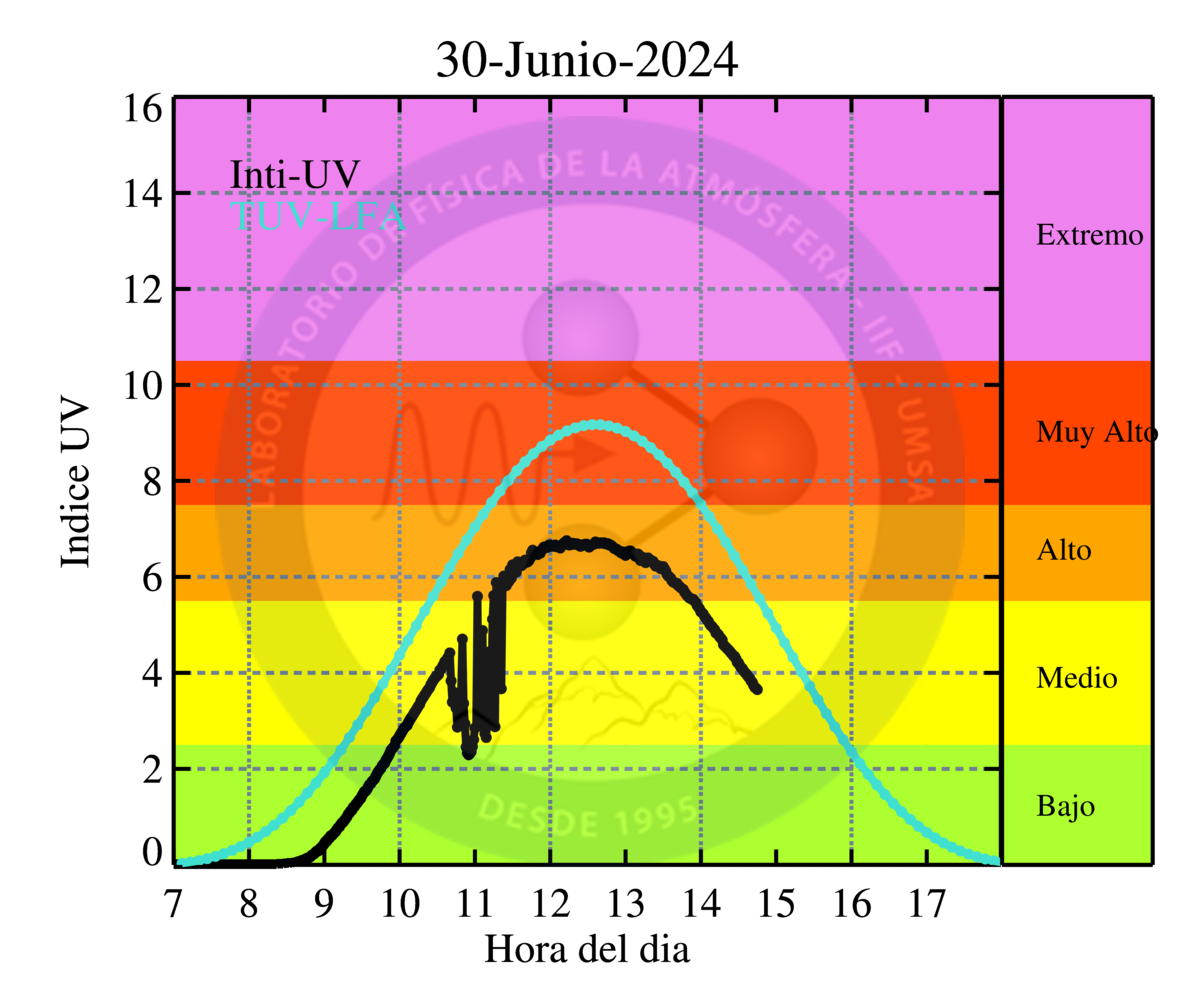 30-Junio-2024
16
14
12
10
8
6
4
2
0
Indice UV
Inti-UV
TUV-LFA
LABORATORIO DE FÍSICA DE LA ATMÓSFERA - IIF - UMSA
DESDE 1995
Extremo
Muy Alto
Alto
Medio
Bajo
7 8 9 10 11 12 13 14 15 16 17
Hora del dia